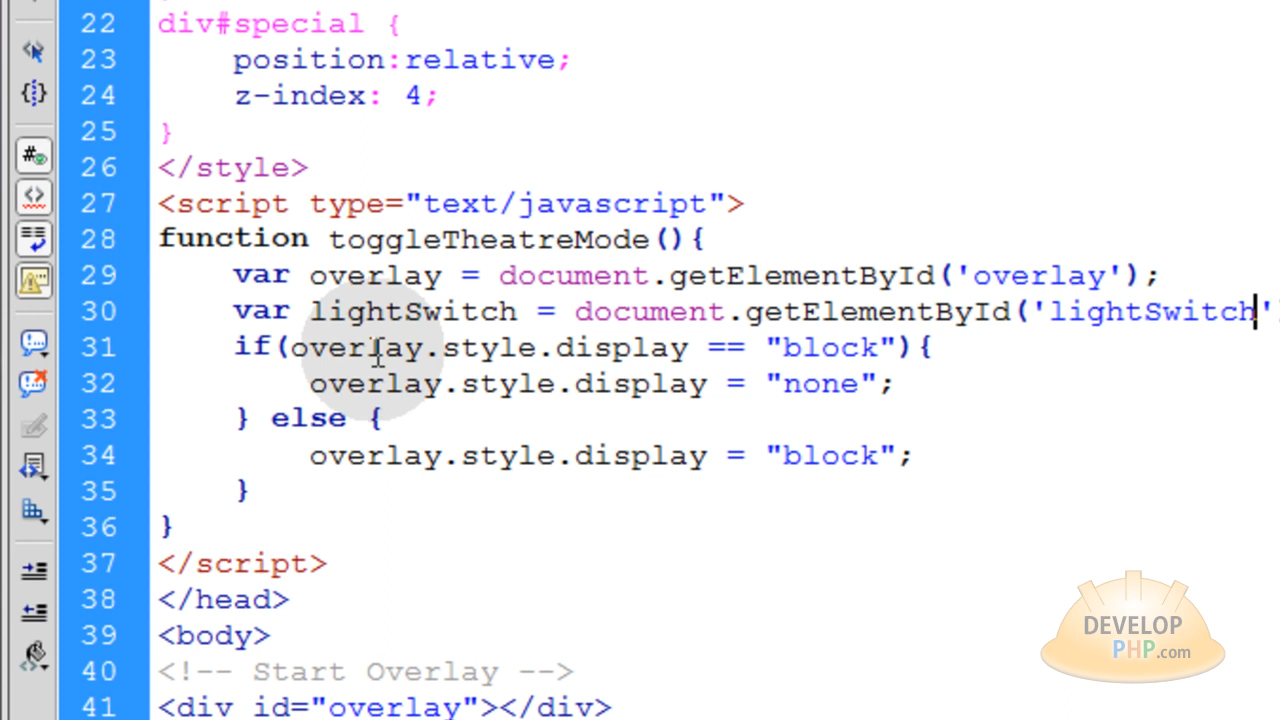 22 div#special {
23 position:relative;
24 z-index: 4;
25 }
26 </style>
27 <script type="text/javascript">
28 function toggleTheatreMode(){
29 var overlay = document.getElementById('overlay');
30 var lightSwitch = document.getElementById('lightSwitch'
31 if(overlay.style.display == "block"){
32 overlay.style.display = "none";
33 } else {
34 overlay.style.display = "block";
35 }
36 }
37 </script>
38 </head>
39 <body>
40 <!-- Start Overlay -->
41 <div id="overlay"></div>
DEVELOP
PHP.com